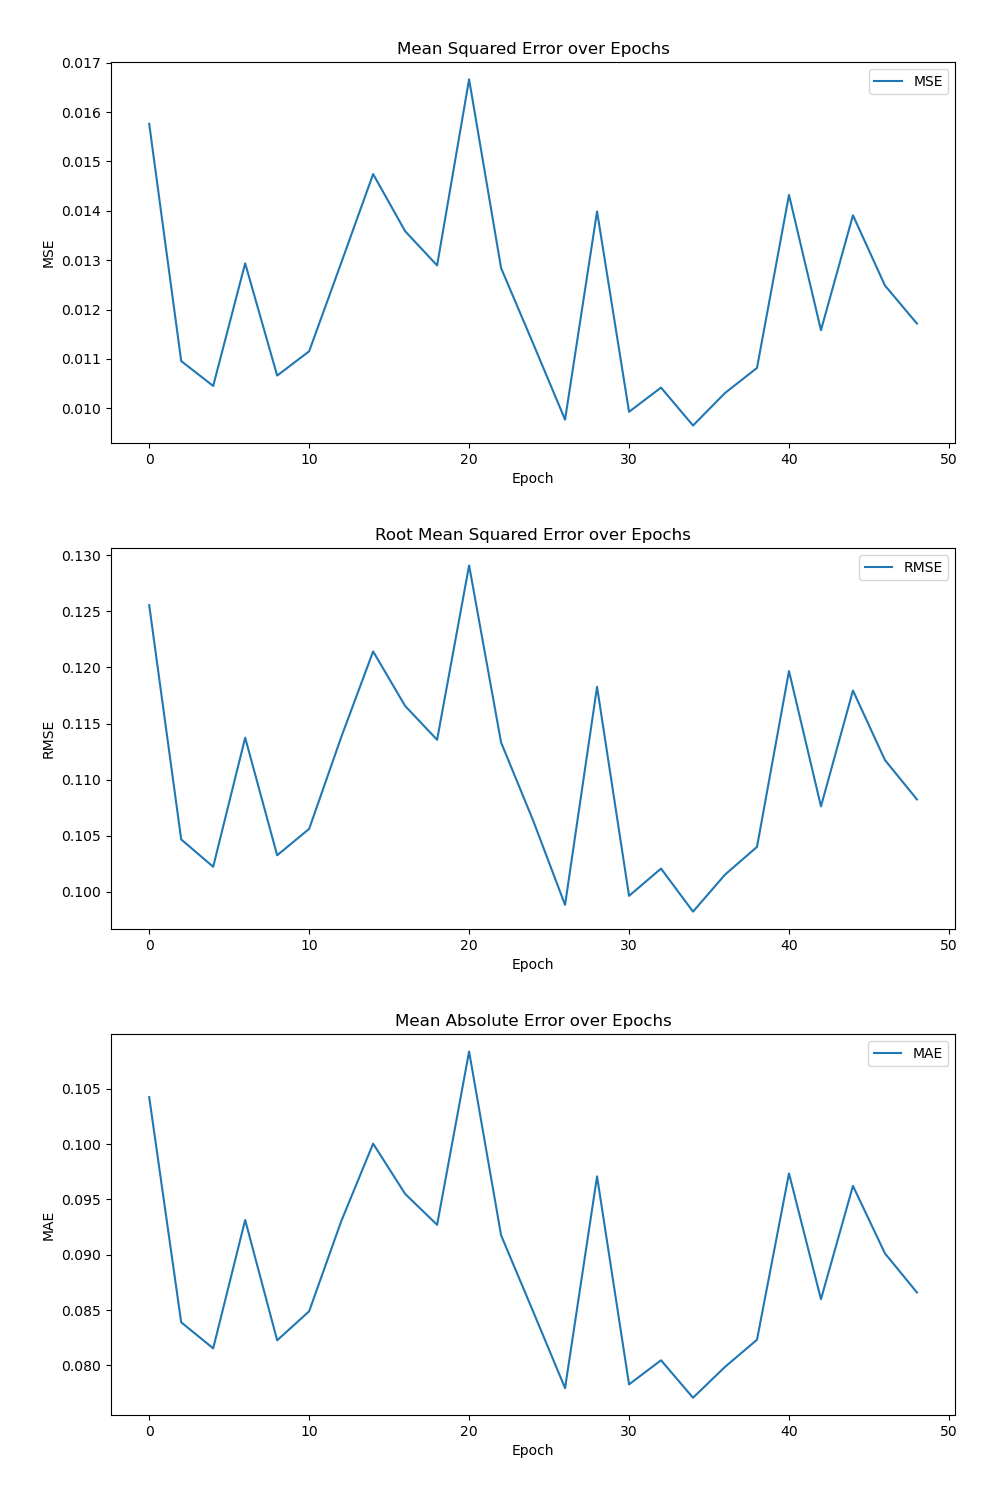 Mean Squared Error over Epochs
MSE
0.017
0.016
0.015
0.014
0.013
0.012
0.011
0.010
MSE
0 10 20 30 40 50
Epoch
Root Mean Squared Error over Epochs
RMSE
0.130
0.125
0.120
0.115
0.110
0.105
0.100
RMSE
0 10 20 30 40 50
Epoch
Mean Absolute Error over Epochs
MAE
0.105
0.100
0.095
0.090
0.085
0.080
MAE
0 10 20 30 40 50
Epoch